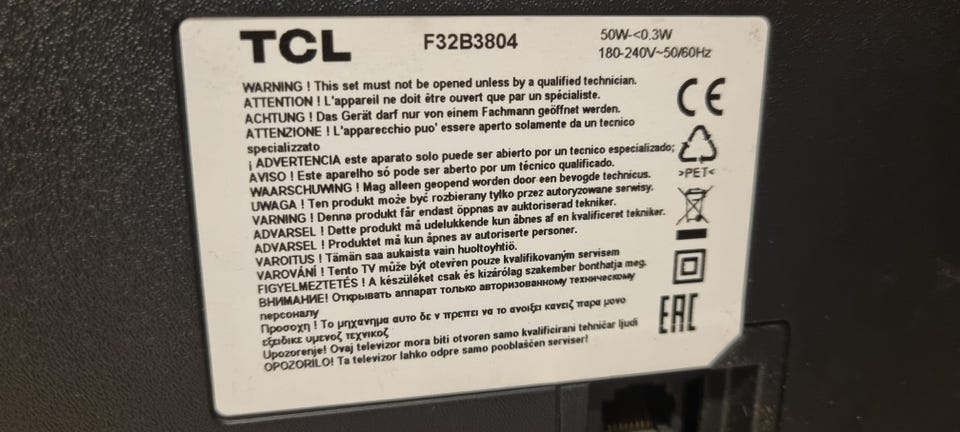 TCL
F32B3804
50W-<0.3W
180-240V~50/60Hz
WARNING ! This set must not be opened unless by a qualified technician.
ATTENTION ! L'appareil ne doit être ouvert que par un spécialiste.
ACHTUNG ! Das Gerät darf nur von einem Fachmann geöffnet werden.
ATTENZIONE ! L'apparecchio puo' essere aperto solamente da un tecnico
specializzato
¡ ADVERTENCIA este aparato solo puede ser abierto por un tecnico especializado;
AVISO ! Este aparelho só pode ser aberto por um técnico qualificado.
WAARSCHUWING ! Mag alleen geopend worden door een bevogde technicus.
UWAGA ! Ten produkt może być rozbierany tylko przez autoryzowane serwisy.
VARNING ! Denna produkt får endast öppnas av auktoriserad tekniker.
ADVARSEL ! Dette produkt må udelukkende kun åbnes af en kvalificeret tekniker.
ADVARSEL ! Produktet må kun åpnes av autoriserte personer.
VAROITUS ! Tämän saa aukaista vain huoltoyhtiö.
VAROVÁNÍ ! Tento TV může být otevřen pouze kvalifikovaným servisem
FIGYELMEZTETÉS ! A készüléket csak és kizárólag szakember bonthatja meg.
ВНИМАНИЕ! Открывать аппарат только авторизованному техническому
персоналу
Προσοχη ! Το μηχανημα αυτο δε ν πρεπει να το ανοιξει κανειζ παρα μονο
εξειδικε υμενοζ τεχνικοζ
Upozorenje! Ovaj televizor mora biti otvoren samo kvalificirani tehničar ljudi
OPOZORILO! Ta televizor lahko odpre samo pooblaščen serviser!
CE
>PET<
EAC